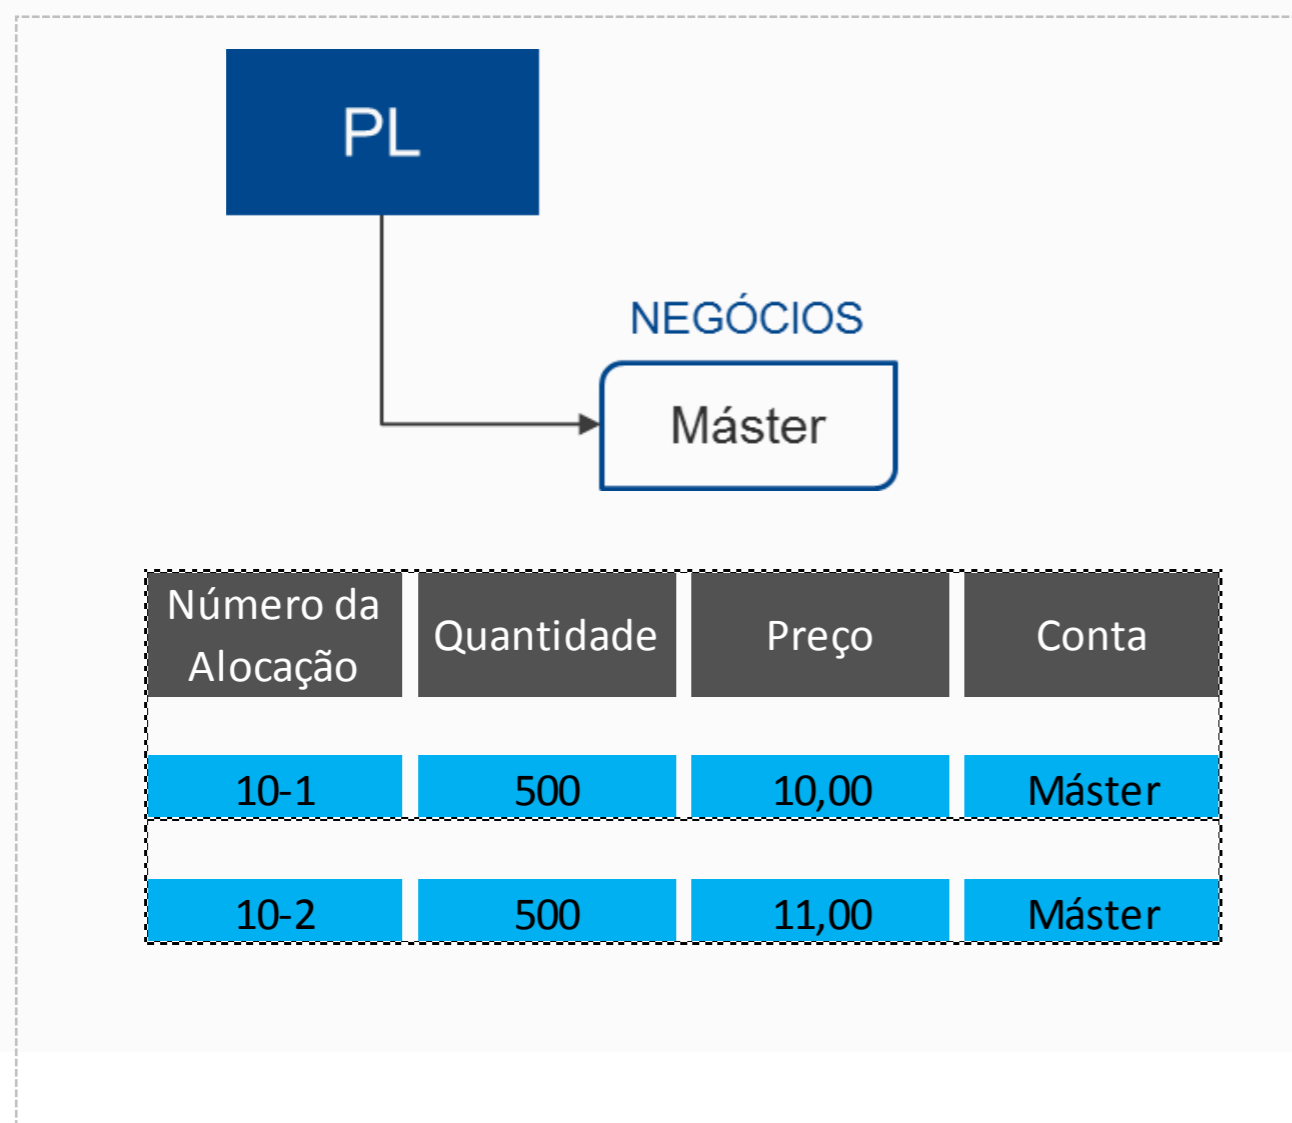 PL
NEGÓCIOS
Máster
Número da
Alocação
Quantidade
Preço
Conta
10-1 500 10,00 Máster
10-2 500 11,00 Máster